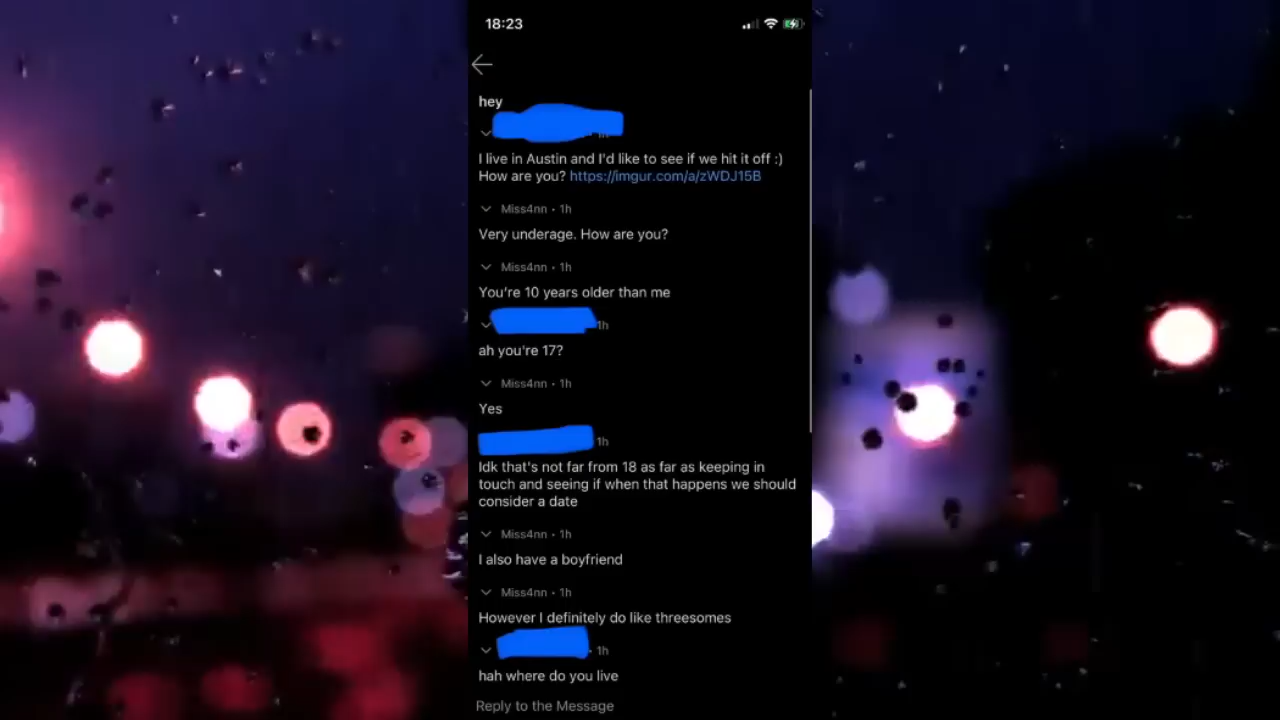 18:23
hey
I live in Austin and I'd like to see if we hit it off :)
How are you? https://imgur.com/a/zWDJ15B
Miss4nn • 1h
Very underage. How are you?
Miss4nn • 1h
You're 10 years older than me
1h
ah you're 17?
Miss4nn • 1h
Yes
1h
Idk that's not far from 18 as far as keeping in
touch and seeing if when that happens we should
consider a date
Miss4nn • 1h
I also have a boyfriend
Miss4nn • 1h
However I definitely do like threesomes
1h
hah where do you live
Reply to the Message